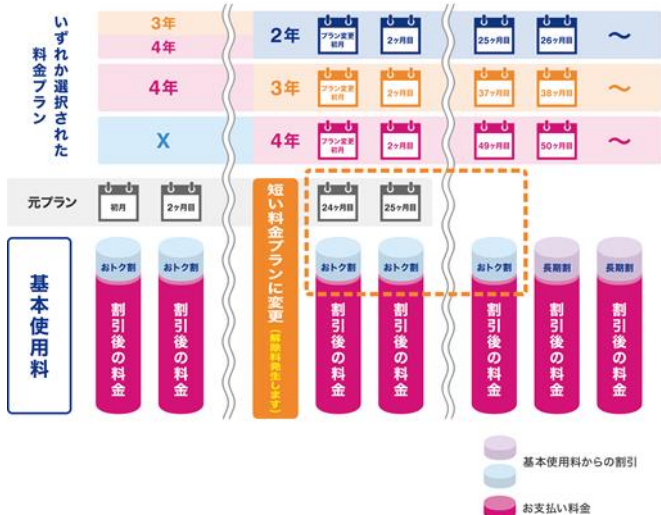 いずれか選択された
料金プラン
3年
4年
2年
プラン変更
初月
2ヶ月目
25ヶ月目
26ヶ月目
〜
4年
3年
プラン変更
初月
2ヶ月目
37ヶ月目
38ヶ月目
〜
X
4年
プラン変更
初月
2ヶ月目
49ヶ月目
50ヶ月目
〜
元プラン
初月
2ヶ月目
短い料金プランに変更
(解除料発生します)
24ヶ月目
25ヶ月目
基本使用料
おトク割
割引後の料金
おトク割
割引後の料金
おトク割
割引後の料金
おトク割
割引後の料金
おトク割
割引後の料金
長期割
割引後の料金
長期割
割引後の料金
基本使用料からの割引
お支払い料金